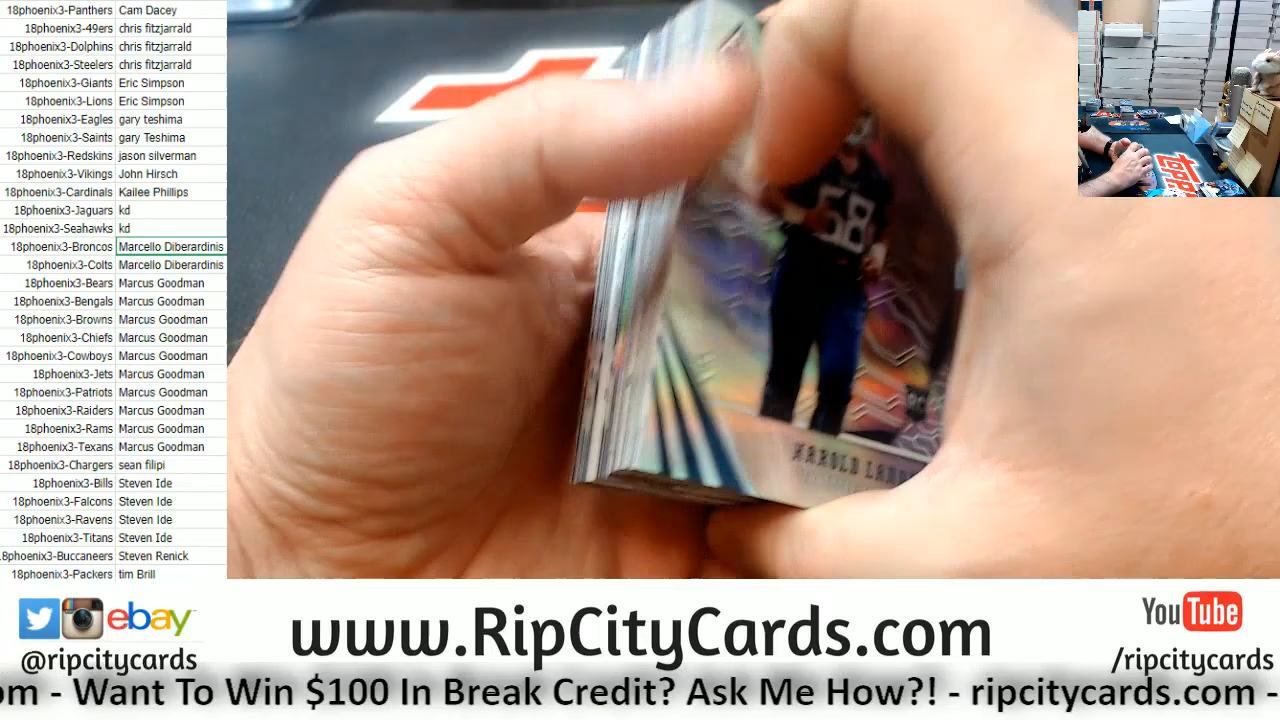 18phoenix3-Panthers Cam Dacey
18phoenix3-49ers chris fitzjarrald
18phoenix3-Dolphins chris fitzjarrald
18phoenix3-Steelers chris fitzjarrald
18phoenix3-Giants Eric Simpson
18phoenix3-Lions Eric Simpson
18phoenix3-Eagles gary teshima
18phoenix3-Saints gary Teshima
18phoenix3-Redskins jason silverman
18phoenix3-Vikings John Hirsch
18phoenix3-Cardinals Kailee Phillips
18phoenix3-Jaguars kd
18phoenix3-Seahawks kd
18phoenix3-Broncos Marcello Diberardinis
18phoenix3-Colts Marcello Diberardinis
18phoenix3-Bears Marcus Goodman
18phoenix3-Bengals Marcus Goodman
18phoenix3-Browns Marcus Goodman
18phoenix3-Chiefs Marcus Goodman
18phoenix3-Cowboys Marcus Goodman
18phoenix3-Jets Marcus Goodman
18phoenix3-Patriots Marcus Goodman
18phoenix3-Raiders Marcus Goodman
18phoenix3-Rams Marcus Goodman
18phoenix3-Texans Marcus Goodman
18phoenix3-Chargers sean filipi
18phoenix3-Bills Steven Ide
18phoenix3-Falcons Steven Ide
18phoenix3-Ravens Steven Ide
18phoenix3-Titans Steven Ide
8phoenix3-Buccaneers Steven Renick
18phoenix3-Packers tim Brill
58
RC
HAROLD LAND
ebay
@ripcitycards
www.RipCityCards.com
YouTube
/ripcitycards
om - Want To Win $100 In Break Credit? Ask Me How?! - ripcitycards.com -